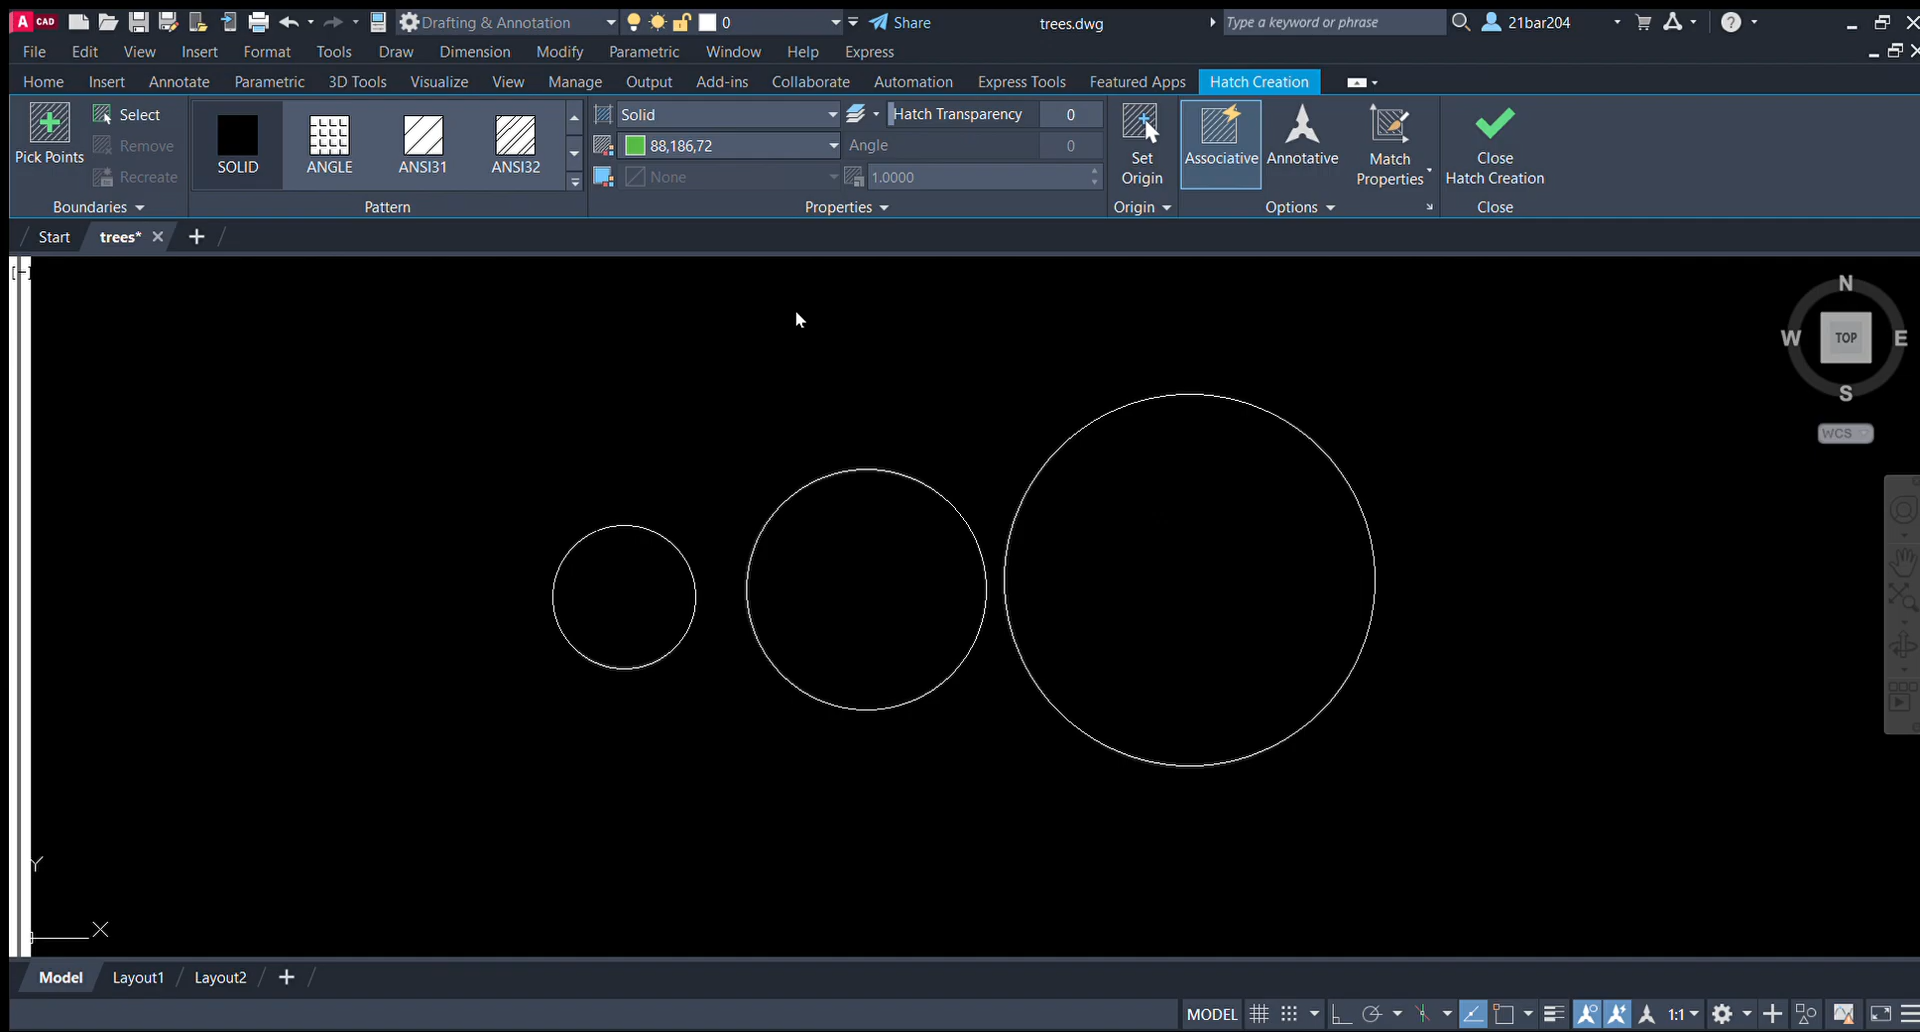 A CAD Drafting & Annotation 0 Share trees.dwg Type a keyword or phrase 21bar204
File Edit View Insert Format Tools Draw Dimension Modify Parametric Window Help Express
Home Insert Annotate Parametric 3D Tools Visualize View Manage Output Add-ins Collaborate Automation Express Tools Featured Apps Hatch Creation
Pick Points
Select
Remove
Recreate
Boundaries
SOLID ANGLE ANSI31 ANSI32
Pattern
Solid Hatch Transparency 0
88,186,72 Angle 0
None 1.0000
Properties
Set
Origin
Origin
Associative Annotative Match
Properties
Options
Close
Hatch Creation
Close
Start trees* +
[-]
N
W TOP E
S
WCS
Y
X
Model Layout1 Layout2 +
MODEL 1:1